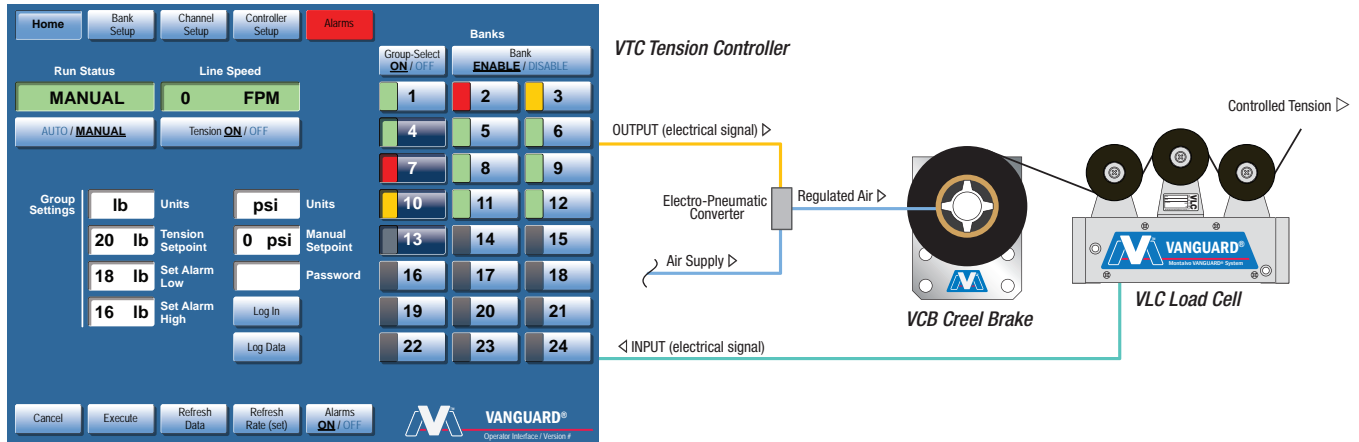 Home
Bank
Setup
Channel
Setup
Controller
Setup
Alarms
Run Status
Line Speed
MANUAL
0 FPM
AUTO / MANUAL
Tension ON / OFF
Group
Settings
lb Units
psi Units
20 lb Tension
Setpoint
0 psi Manual
Setpoint
18 lb Set Alarm
Low
Password
16 lb Set Alarm
High
Log In
Log Data
Cancel
Execute
Refresh
Data
Refresh
Rate (set)
Alarms
ON / OFF
Banks
Group-Select
ON / OFF
Bank
ENABLE / DISABLE
1 2 3
4 5 6
7 8 9
10 11 12
13 14 15
16 17 18
19 20 21
22 23 24
VANGUARD®
Operator Interface / Version #
VTC Tension Controller
OUTPUT (electrical signal) ▷
Electro-Pneumatic
Converter
Regulated Air ▷
Air Supply ▷
◁ INPUT (electrical signal)
VCB Creel Brake
Controlled Tension ▷
VLC
VANGUARD®
Montalvo VANGUARD® System
VLC Load Cell